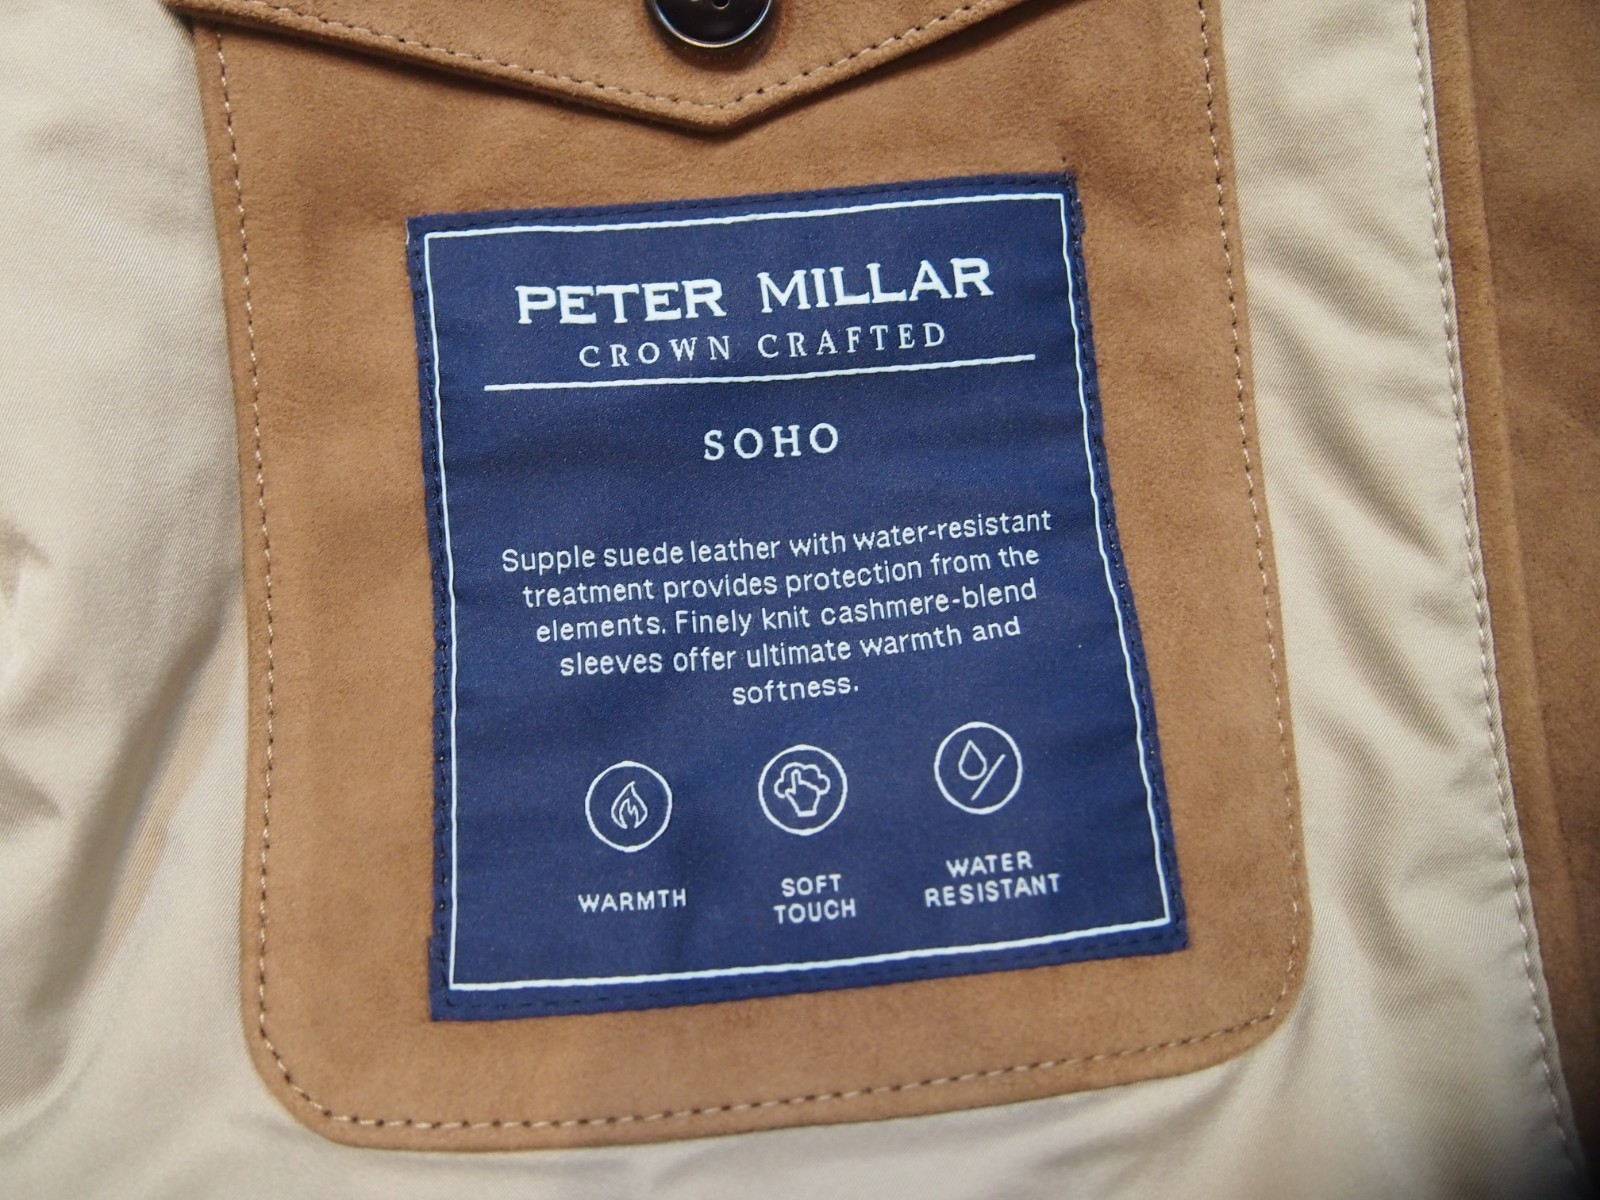 PETER MILLAR
CROWN CRAFTED
SOHO
Supple suede leather with water-resistant
treatment provides protection from the
elements. Finely knit cashmere-blend
sleeves offer ultimate warmth and
softness.
WARMTH
SOFT
TOUCH
WATER
RESISTANT